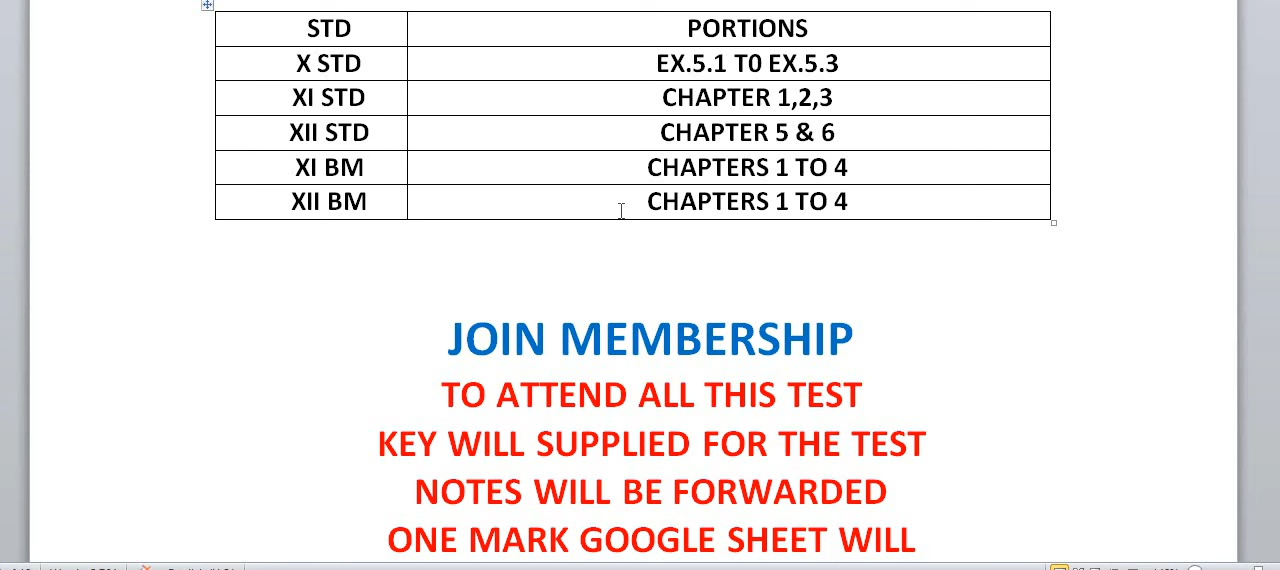 STD PORTIONS
X STD EX.5.1 T0 EX.5.3
XI STD CHAPTER 1,2,3
XII STD CHAPTER 5 & 6
XI BM CHAPTERS 1 TO 4
XII BM CHAPTERS 1 TO 4
JOIN MEMBERSHIP
TO ATTEND ALL THIS TEST
KEY WILL SUPPLIED FOR THE TEST
NOTES WILL BE FORWARDED
ONE MARK GOOGLE SHEET WILL